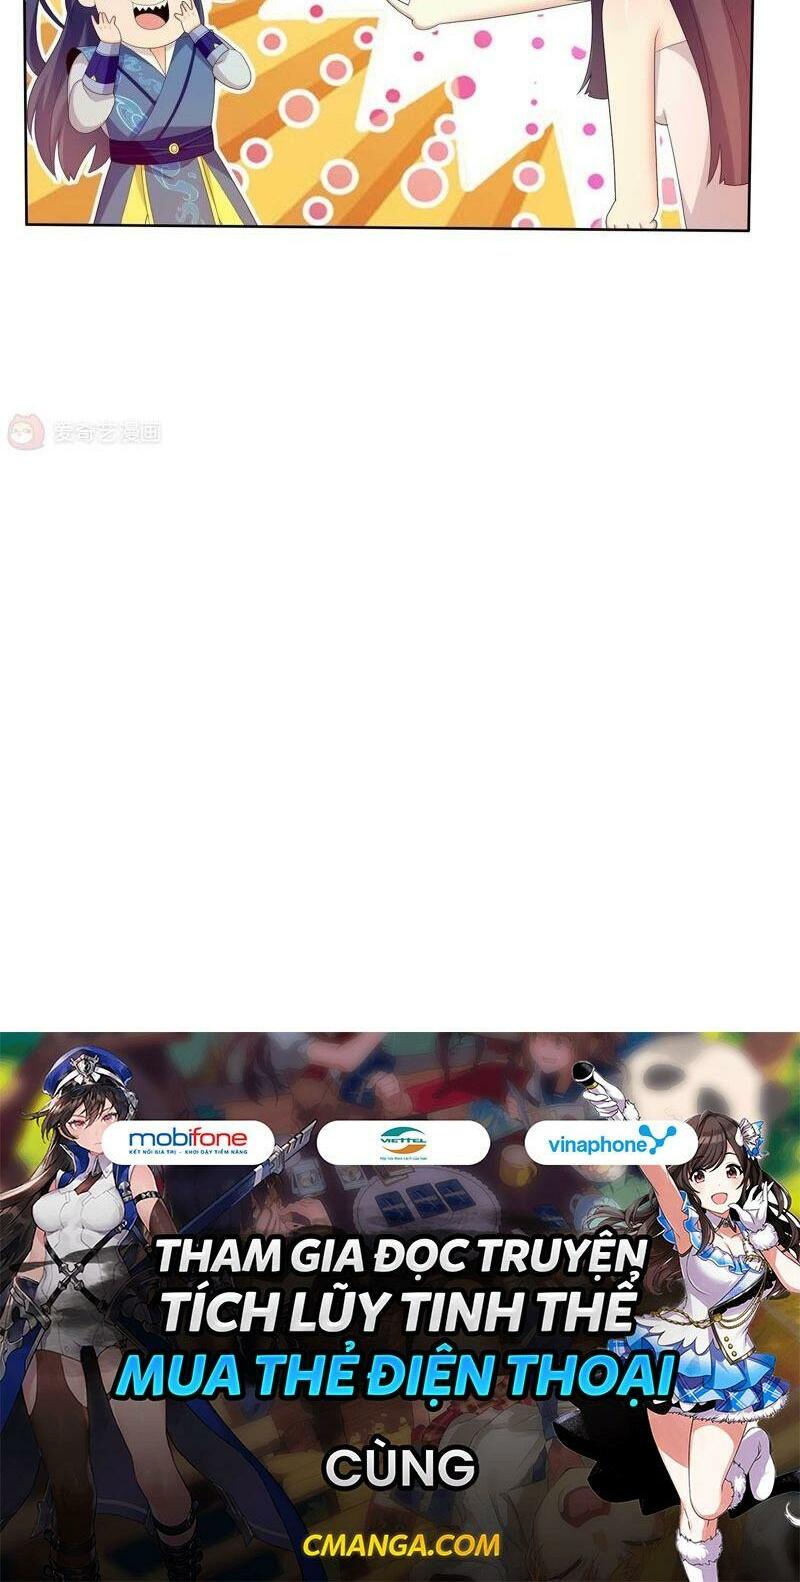 爱奇艺漫画
mobifone
KẾT NỐI GIÁ TRỊ - KHƠI DẬY TIỀM NĂNG
VIETTEL
vinaphone
THAM GIA ĐỌC TRUYỆN
TÍCH LŨY TINH THỂ
MUA THẺ ĐIỆN THOẠI
CÙNG
CMANGA.COM